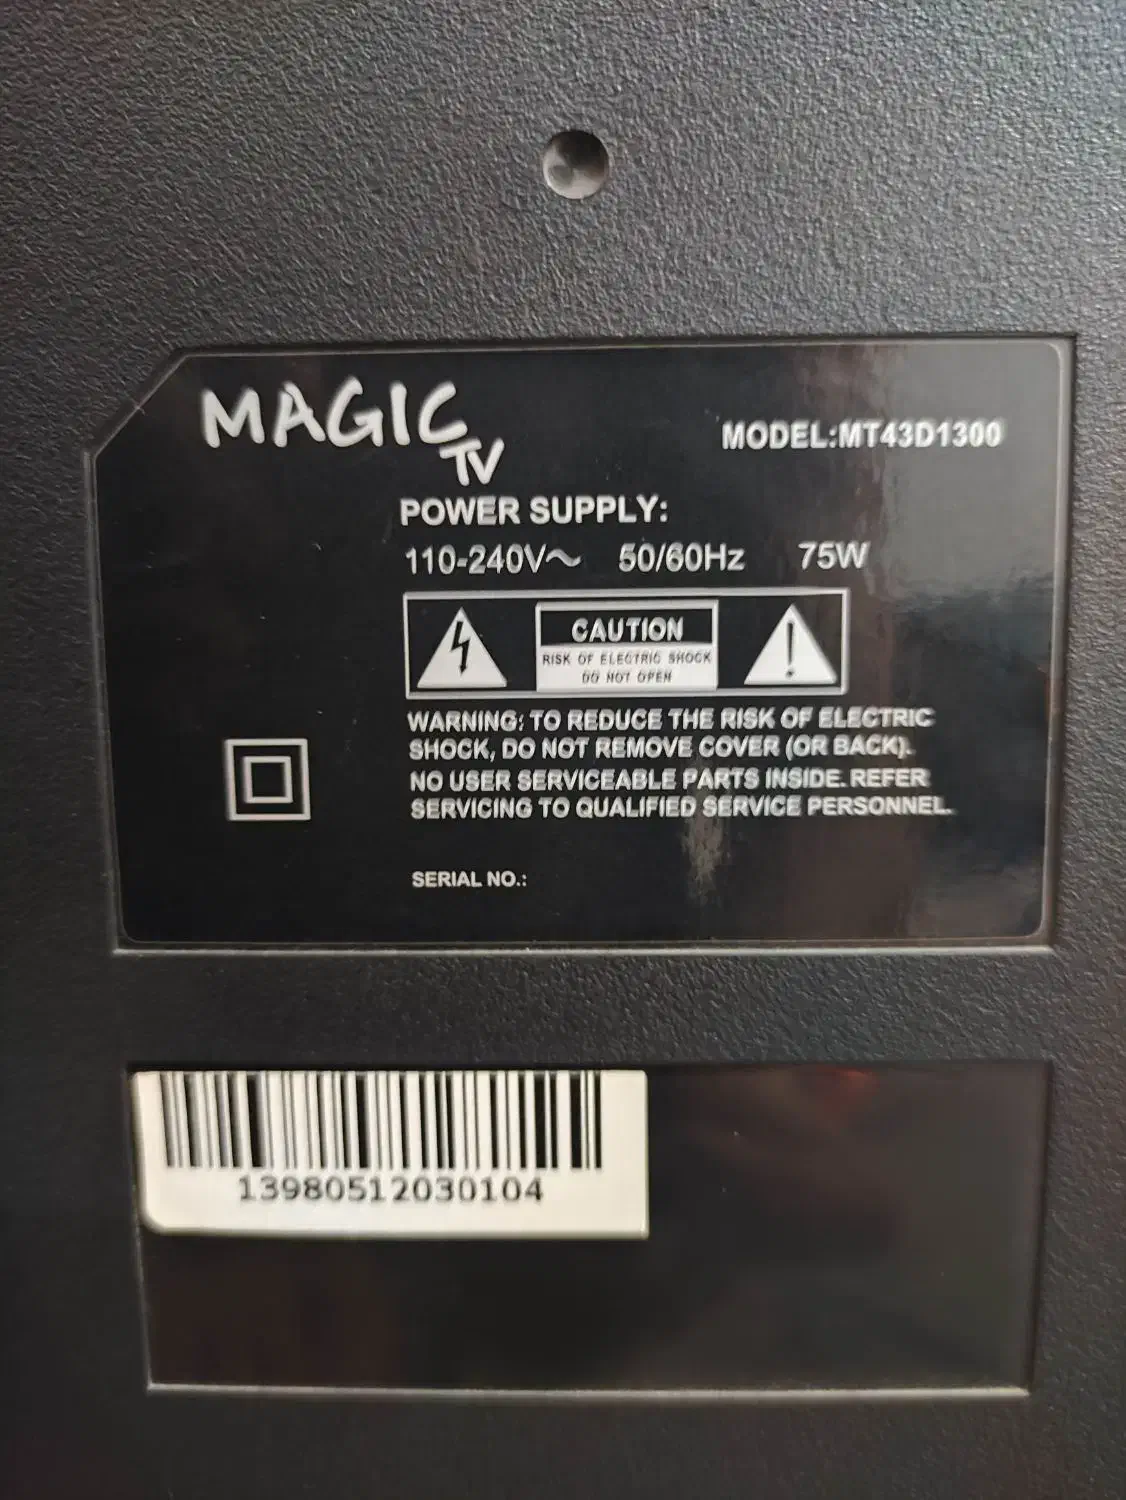 MAGIC
TV
MODEL:MT43D1300
POWER SUPPLY:
110-240V～ 50/60Hz 75W
CAUTION
RISK OF ELECTRIC SHOCK
DO NOT OPEN
WARNING: TO REDUCE THE RISK OF ELECTRIC
SHOCK, DO NOT REMOVE COVER (OR BACK).
NO USER SERVICEABLE PARTS INSIDE. REFER
SERVICING TO QUALIFIED SERVICE PERSONNEL.
SERIAL NO.:
13980512030104